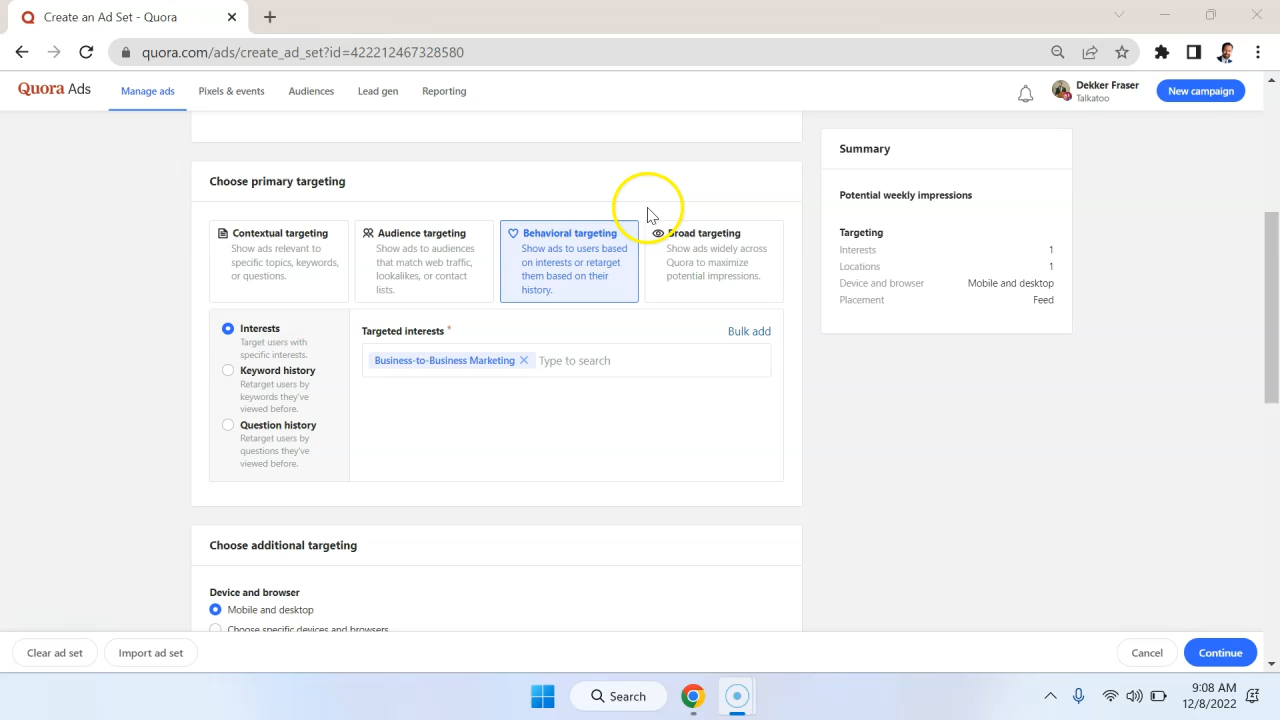 Create an Ad Set - Quora
quora.com/ads/create_ad_set?id=422212467328580
Quora Ads
Manage ads
Pixels & events
Audiences
Lead gen
Reporting
Dekker Fraser
Talkatoo
New campaign
Choose primary targeting
Contextual targeting
Show ads relevant to
specific topics, keywords,
or questions.
Audience targeting
Show ads to audiences
that match web traffic,
lookalikes, or contact
lists.
Behavioral targeting
Show ads to users based
on interests or retarget
them based on their
history.
Broad targeting
Show ads widely across
Quora to maximize
potential impressions.
Interests
Target users with
specific interests.
Keyword history
Retarget users by
keywords they've
viewed before.
Question history
Retarget users by
questions they've
viewed before.
Targeted interests *
Bulk add
Business-to-Business Marketing
Type to search
Choose additional targeting
Device and browser
Mobile and desktop
Choose specific devices and browsers
Summary
Potential weekly impressions
Targeting
Interests 1
Locations 1
Device and browser Mobile and desktop
Placement Feed
Clear ad set
Import ad set
Cancel
Continue
Search
9:08 AM
12/8/2022